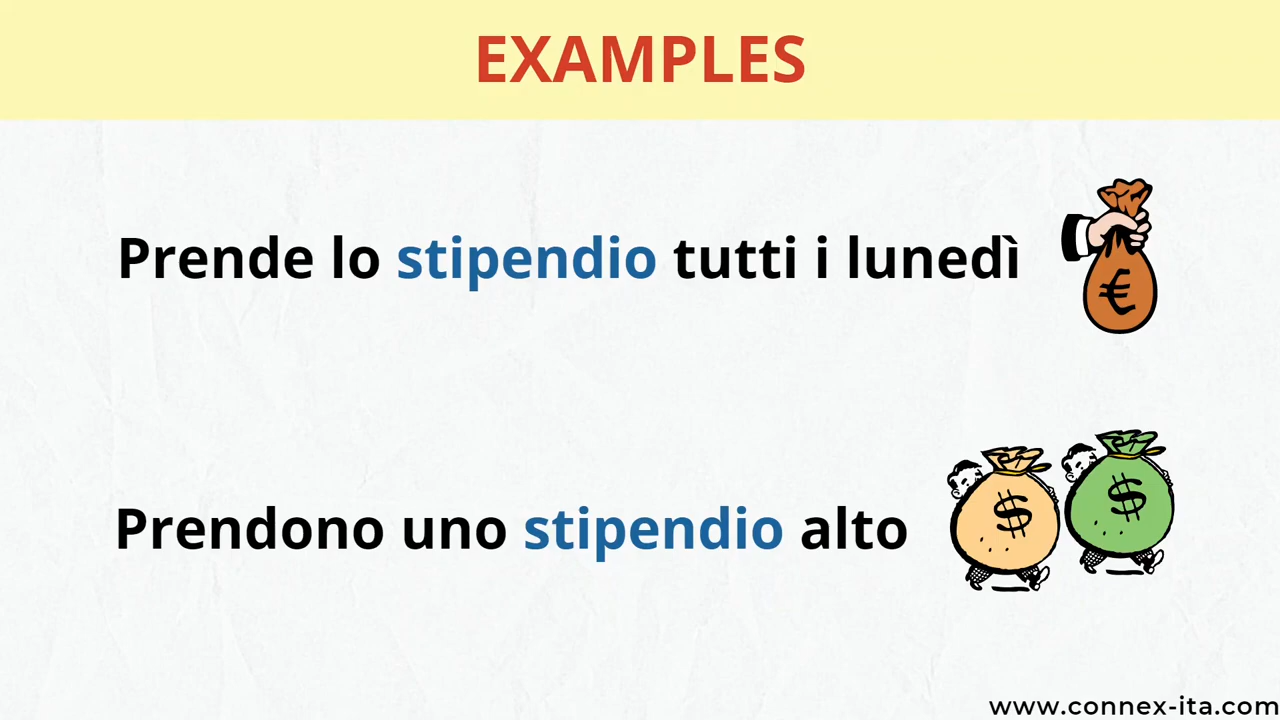 EXAMPLES
Prende lo stipendio tutti i lunedì
€
Prendono uno stipendio alto
$ $
www.connex-ita.com